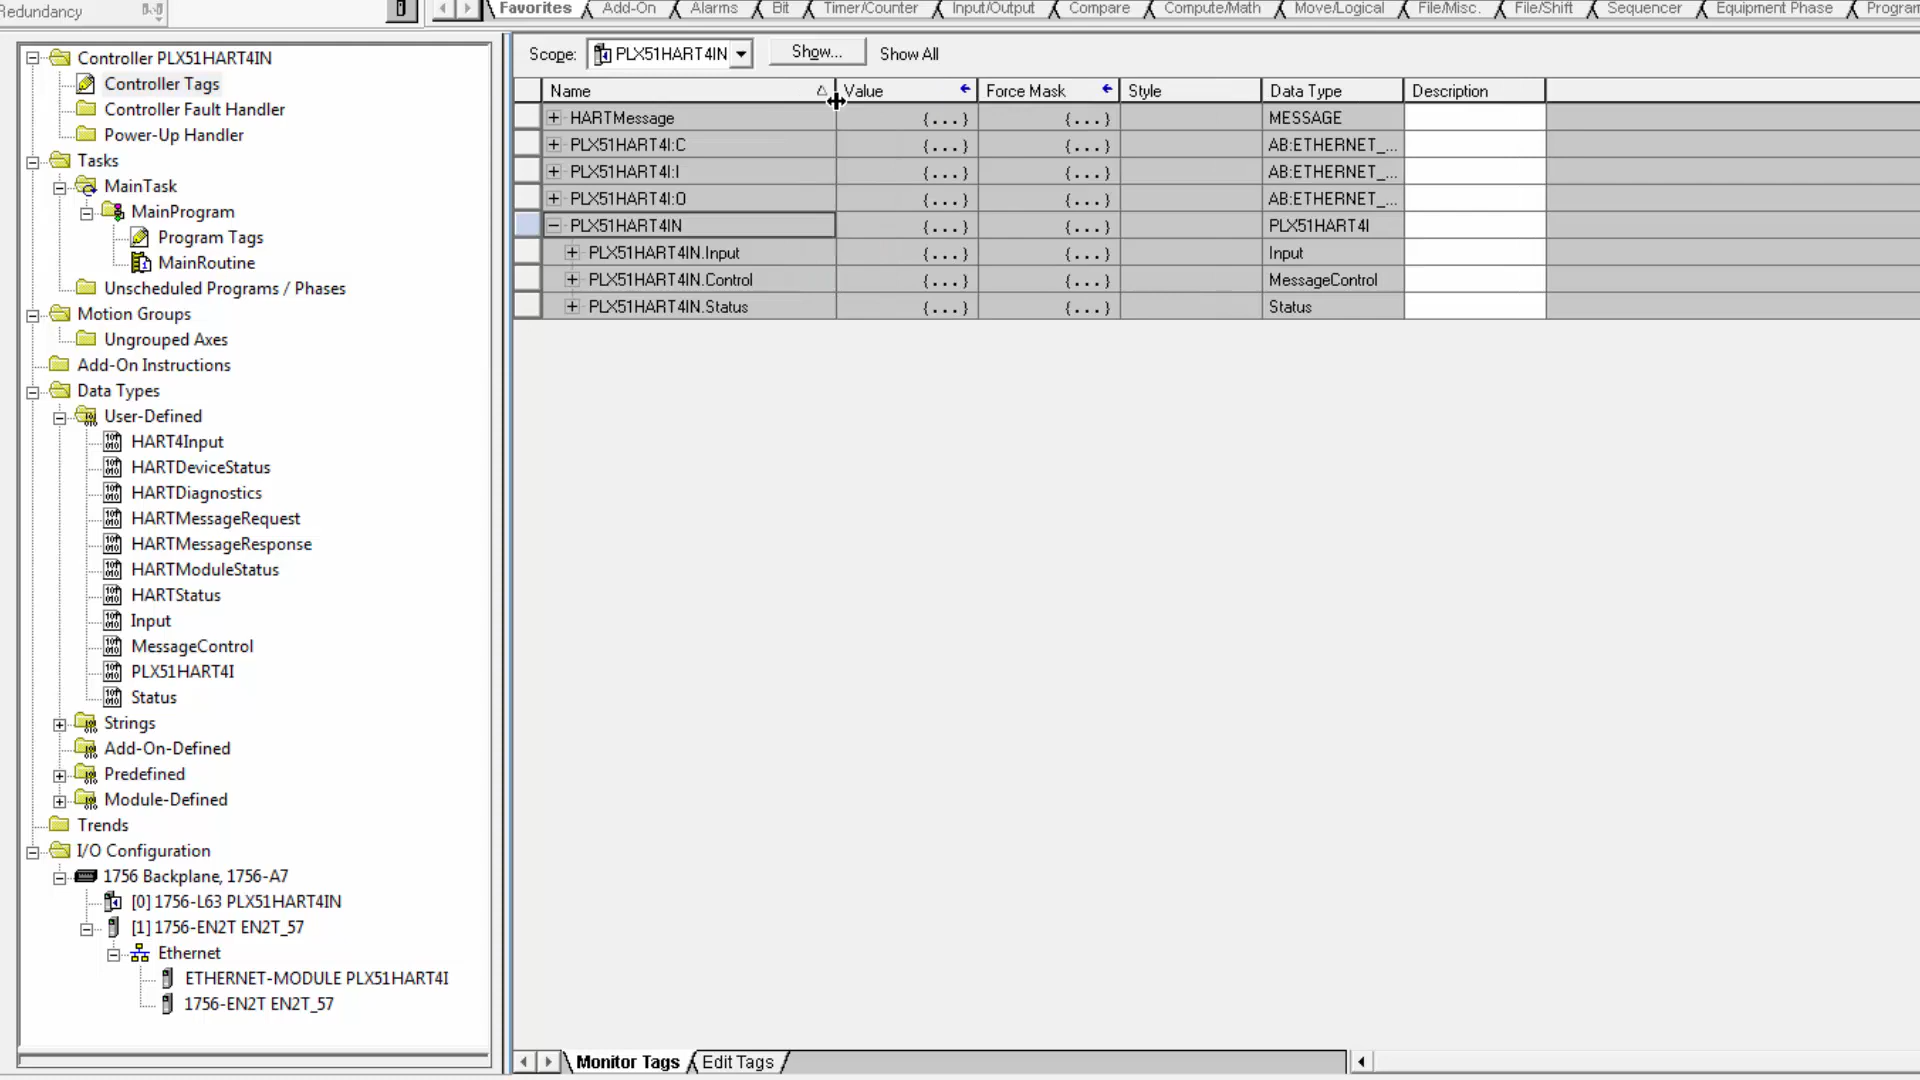 Redundancy
Favorites Add-On Alarms Bit Timer/Counter Input/Output Compare Compute/Math Move/Logical File/Misc. File/Shift Sequencer Equipment Phase Program
Controller PLX51HART4IN
Controller Tags
Controller Fault Handler
Power-Up Handler
Tasks
MainTask
MainProgram
Program Tags
MainRoutine
Unscheduled Programs / Phases
Motion Groups
Ungrouped Axes
Add-On Instructions
Data Types
User-Defined
HART4Input
HARTDeviceStatus
HARTDiagnostics
HARTMessageRequest
HARTMessageResponse
HARTModuleStatus
HARTStatus
Input
MessageControl
PLX51HART4I
Status
Strings
Add-On-Defined
Predefined
Module-Defined
Trends
I/O Configuration
1756 Backplane, 1756-A7
[0] 1756-L63 PLX51HART4IN
[1] 1756-EN2T EN2T_57
Ethernet
ETHERNET-MODULE PLX51HART4I
1756-EN2T EN2T_57
Scope: PLX51HART4IN Show... Show All
Name Value Force Mask Style Data Type Description
HARTMessage {...} {...} MESSAGE
PLX51HART4I:C {...} {...} AB:ETHERNET_...
PLX51HART4I:I {...} {...} AB:ETHERNET_...
PLX51HART4I:O {...} {...} AB:ETHERNET_...
PLX51HART4IN {...} {...} PLX51HART4I
PLX51HART4IN.Input {...} {...} Input
PLX51HART4IN.Control {...} {...} MessageControl
PLX51HART4IN.Status {...} {...} Status
Monitor Tags Edit Tags